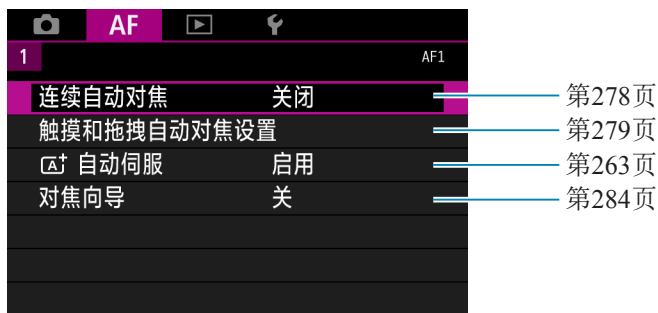 AF
1 AF1
连续自动对焦 关闭 第278页
触摸和拖拽自动对焦设置 第279页
A+ 自动伺服 启用 第263页
对焦向导 关 第284页